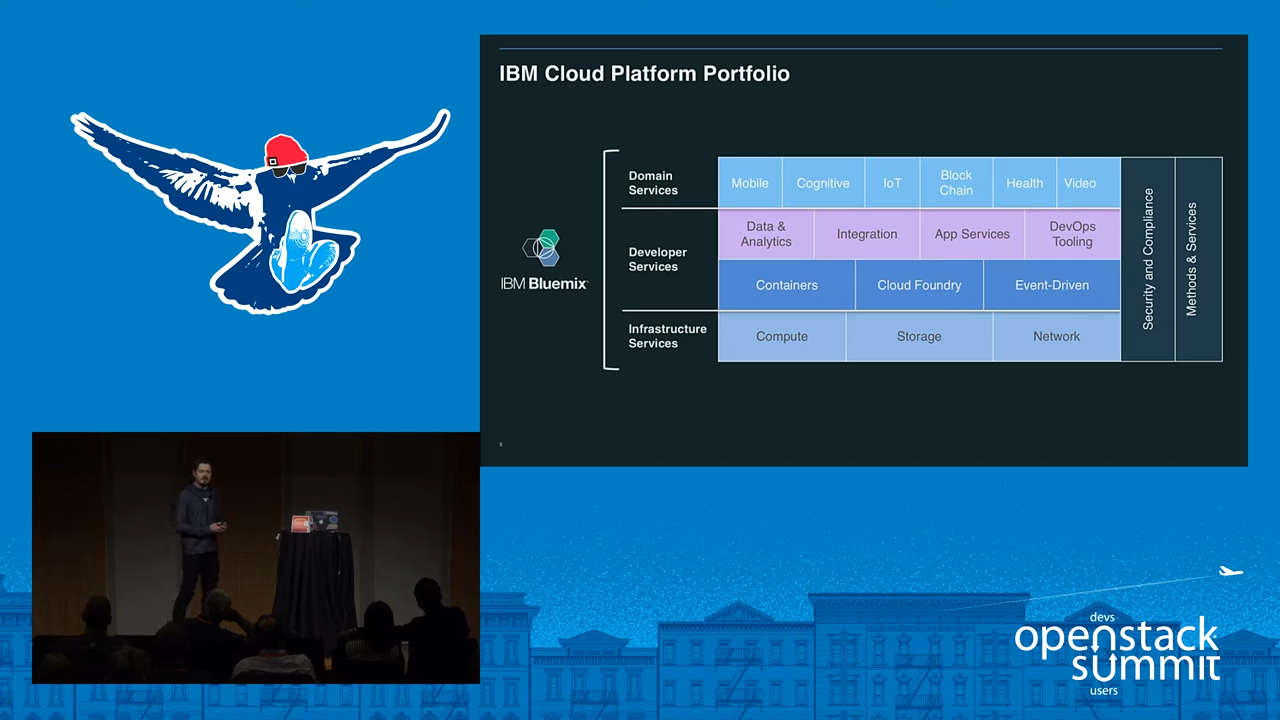 IBM Cloud Platform Portfolio
IBM Bluemix
Domain
Services
Mobile
Cognitive
IoT
Block
Chain
Health
Video
Developer
Services
Data &
Analytics
Integration
App Services
DevOps
Tooling
Containers
Cloud Foundry
Event-Driven
Infrastructure
Services
Compute
Storage
Network
Security and Compliance
Methods & Services
devs
openstack
summit
users